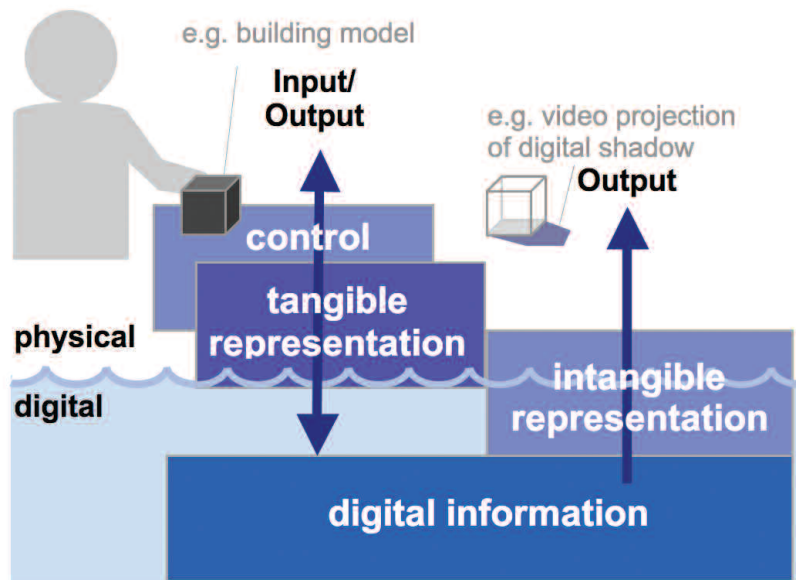 e.g. building model
Input/
Output
e.g. video projection
of digital shadow
Output
control
tangible
representation
physical
digital
intangible
representation
digital information